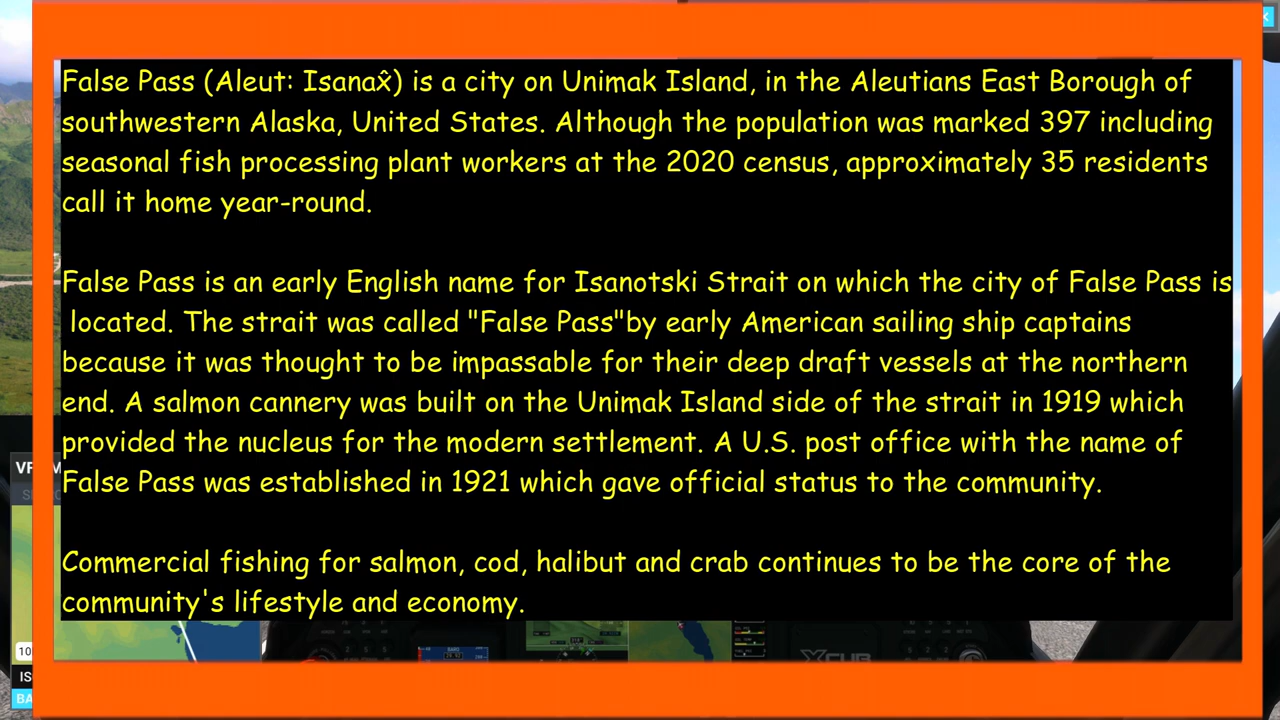 False Pass (Aleut: Isanax̂) is a city on Unimak Island, in the Aleutians East Borough of
southwestern Alaska, United States. Although the population was marked 397 including
seasonal fish processing plant workers at the 2020 census, approximately 35 residents
call it home year-round.
False Pass is an early English name for Isanotski Strait on which the city of False Pass is
located. The strait was called "False Pass"by early American sailing ship captains
because it was thought to be impassable for their deep draft vessels at the northern
end. A salmon cannery was built on the Unimak Island side of the strait in 1919 which
provided the nucleus for the modern settlement. A U.S. post office with the name of
False Pass was established in 1921 which gave official status to the community.
Commercial fishing for salmon, cod, halibut and crab continues to be the core of the
community's lifestyle and economy.
10
IS
BA
XCUB